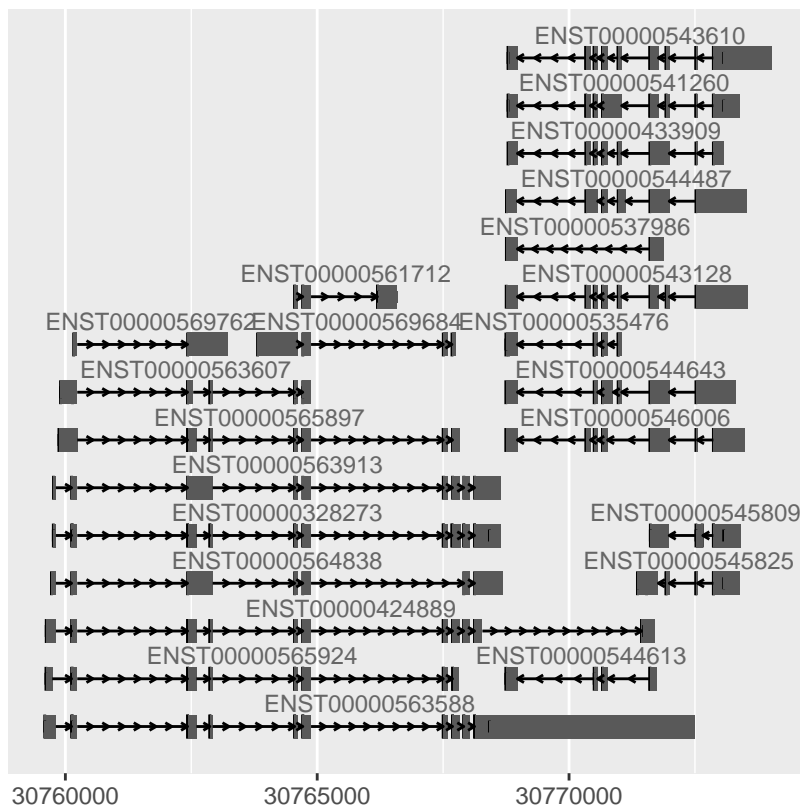 ENST00000543610
ENST00000541260
ENST00000433909
ENST00000544487
ENST00000537986
ENST00000561712 ENST00000543128
ENST00000569762 ENST00000569684 ENST00000535476
ENST00000563607 ENST00000544643
ENST00000565897 ENST00000546006
ENST00000563913
ENST00000328273 ENST00000545809
ENST00000564838 ENST00000545825
ENST00000424889
ENST00000565924 ENST00000544613
ENST00000563588
30760000 30765000 30770000